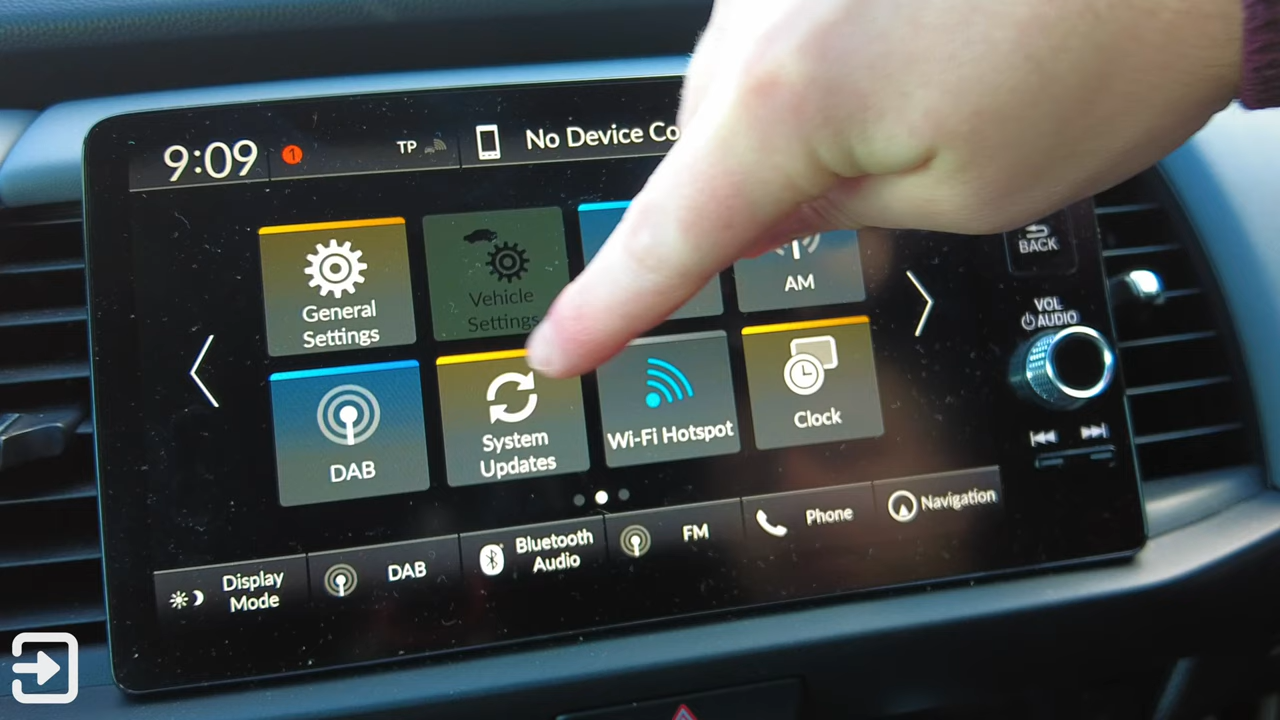 9:09
1
TP
No Device Co
General
Settings
Vehicle
Settings
AM
DAB
System
Updates
Wi-Fi Hotspot
Clock
Display
Mode
DAB
Bluetooth
Audio
FM
Phone
Navigation
BACK
VOL
AUDIO